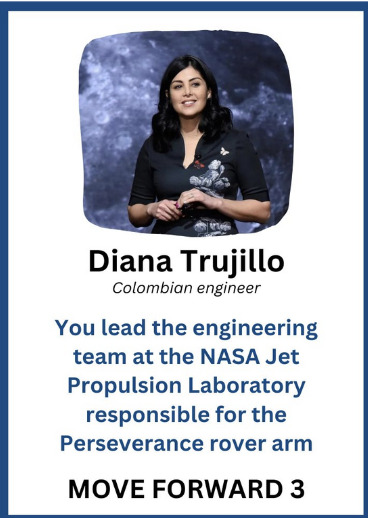 Diana Trujillo
Colombian engineer
You lead the engineering
team at the NASA Jet
Propulsion Laboratory
responsible for the
Perseverance rover arm
MOVE FORWARD 3